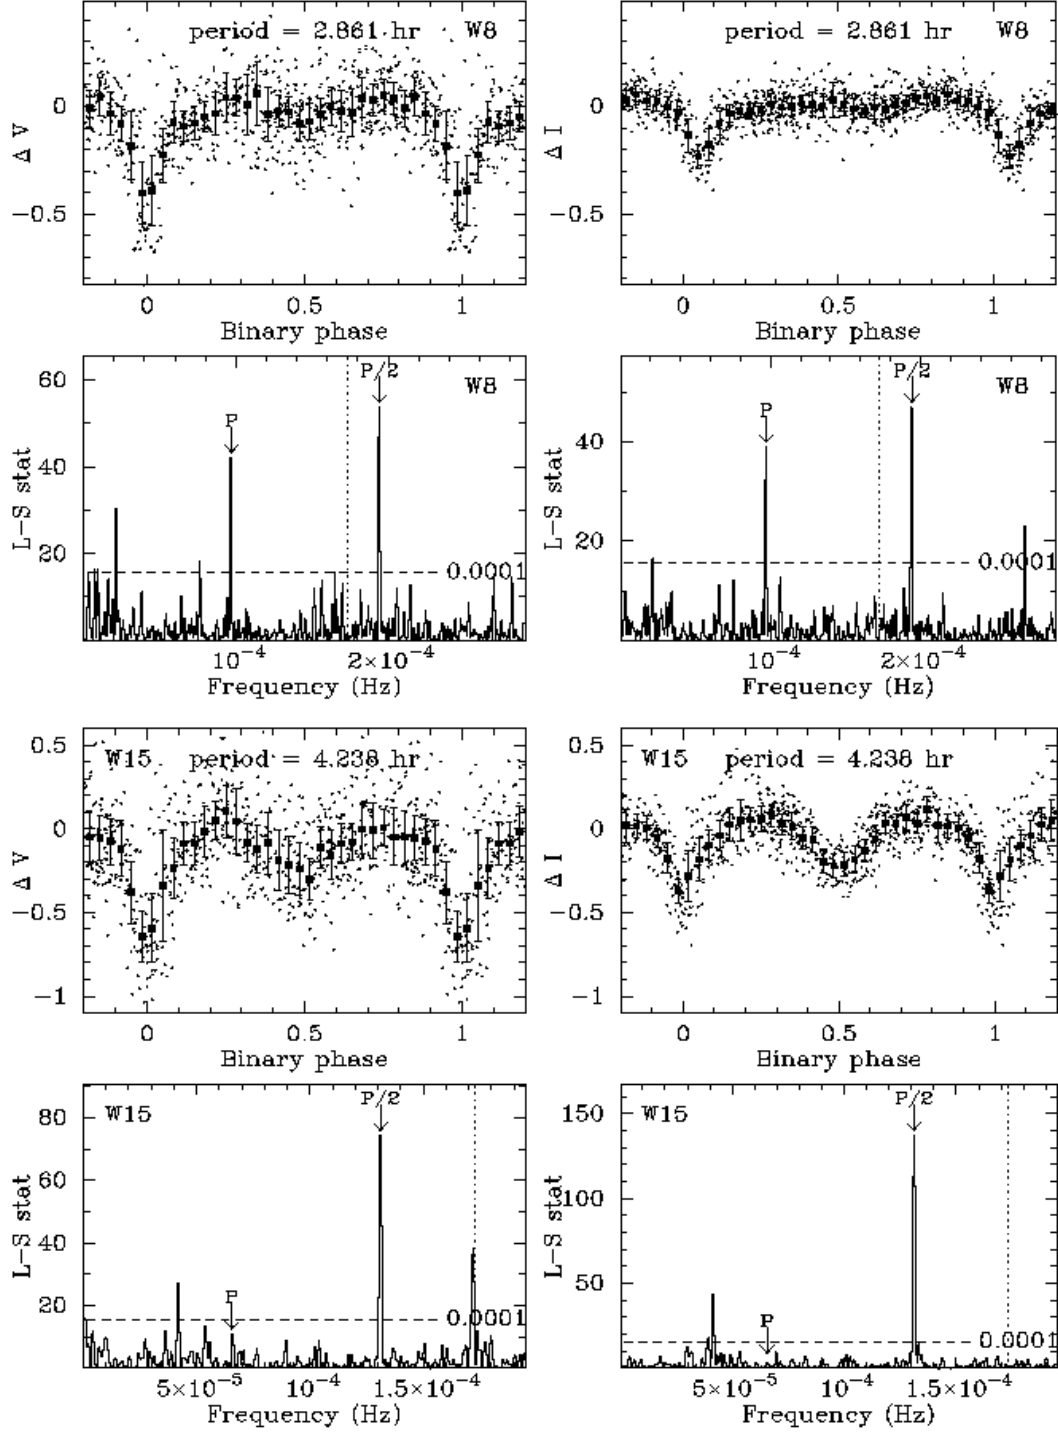 period = 2.861 hr W8
0
−0.5
Δ V
0 0.5 1
Binary phase
period = 2.861 hr W8
0
−0.5
Δ I
0 0.5 1
Binary phase
60
40
20
L−S stat
P/2
W8
P
0.0001
10−4 2×10−4
Frequency (Hz)
40
20
L−S stat
P/2
W8
P
0.0001
10−4 2×10−4
Frequency (Hz)
0.5
0
−0.5
−1
Δ V
W15 period = 4.238 hr
0 0.5 1
Binary phase
0.5
0
−0.5
−1
Δ I
W15 period = 4.238 hr
0 0.5 1
Binary phase
80
60
40
20
L−S stat
W15
P/2
P
0.0001
5×10−5 10−4 1.5×10−4
Frequency (Hz)
150
100
50
L−S stat
W15
P/2
P
0.0001
5×10−5 10−4 1.5×10−4
Frequency (Hz)